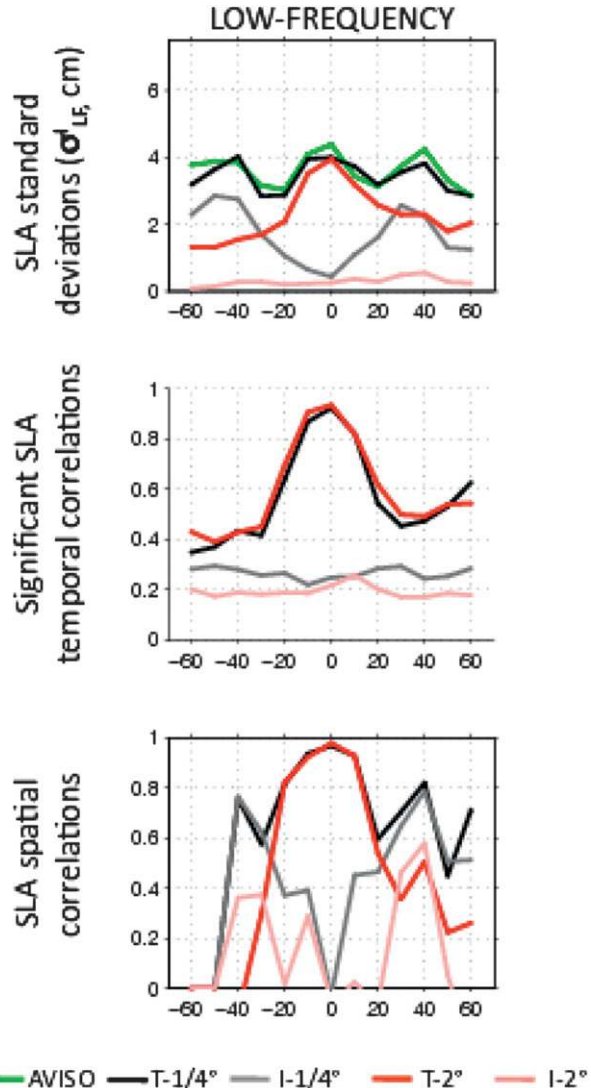 LOW-FREQUENCY
SLA standard
deviations (σᴵLF, cm)
6
4
2
0
−60 −40 −20 0 20 40 60
Significant SLA
temporal correlations
1
0.8
0.6
0.4
0.2
0
−60 −40 −20 0 20 40 60
SLA spatial
correlations
1
0.8
0.6
0.4
0.2
0
−60 −40 −20 0 20 40 60
AVISO T-1/4° I-1/4° T-2° I-2°